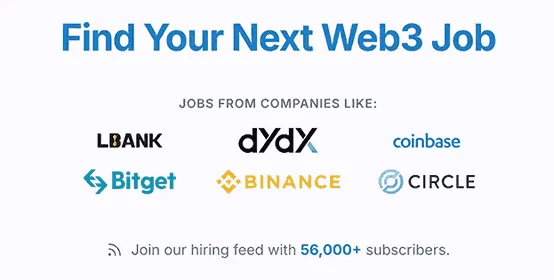 Find Your Next Web3 Job
JOBS FROM COMPANIES LIKE:
LBANK dYdX coinbase
Bitget BINANCE CIRCLE
Join our hiring feed with 56,000+ subscribers.